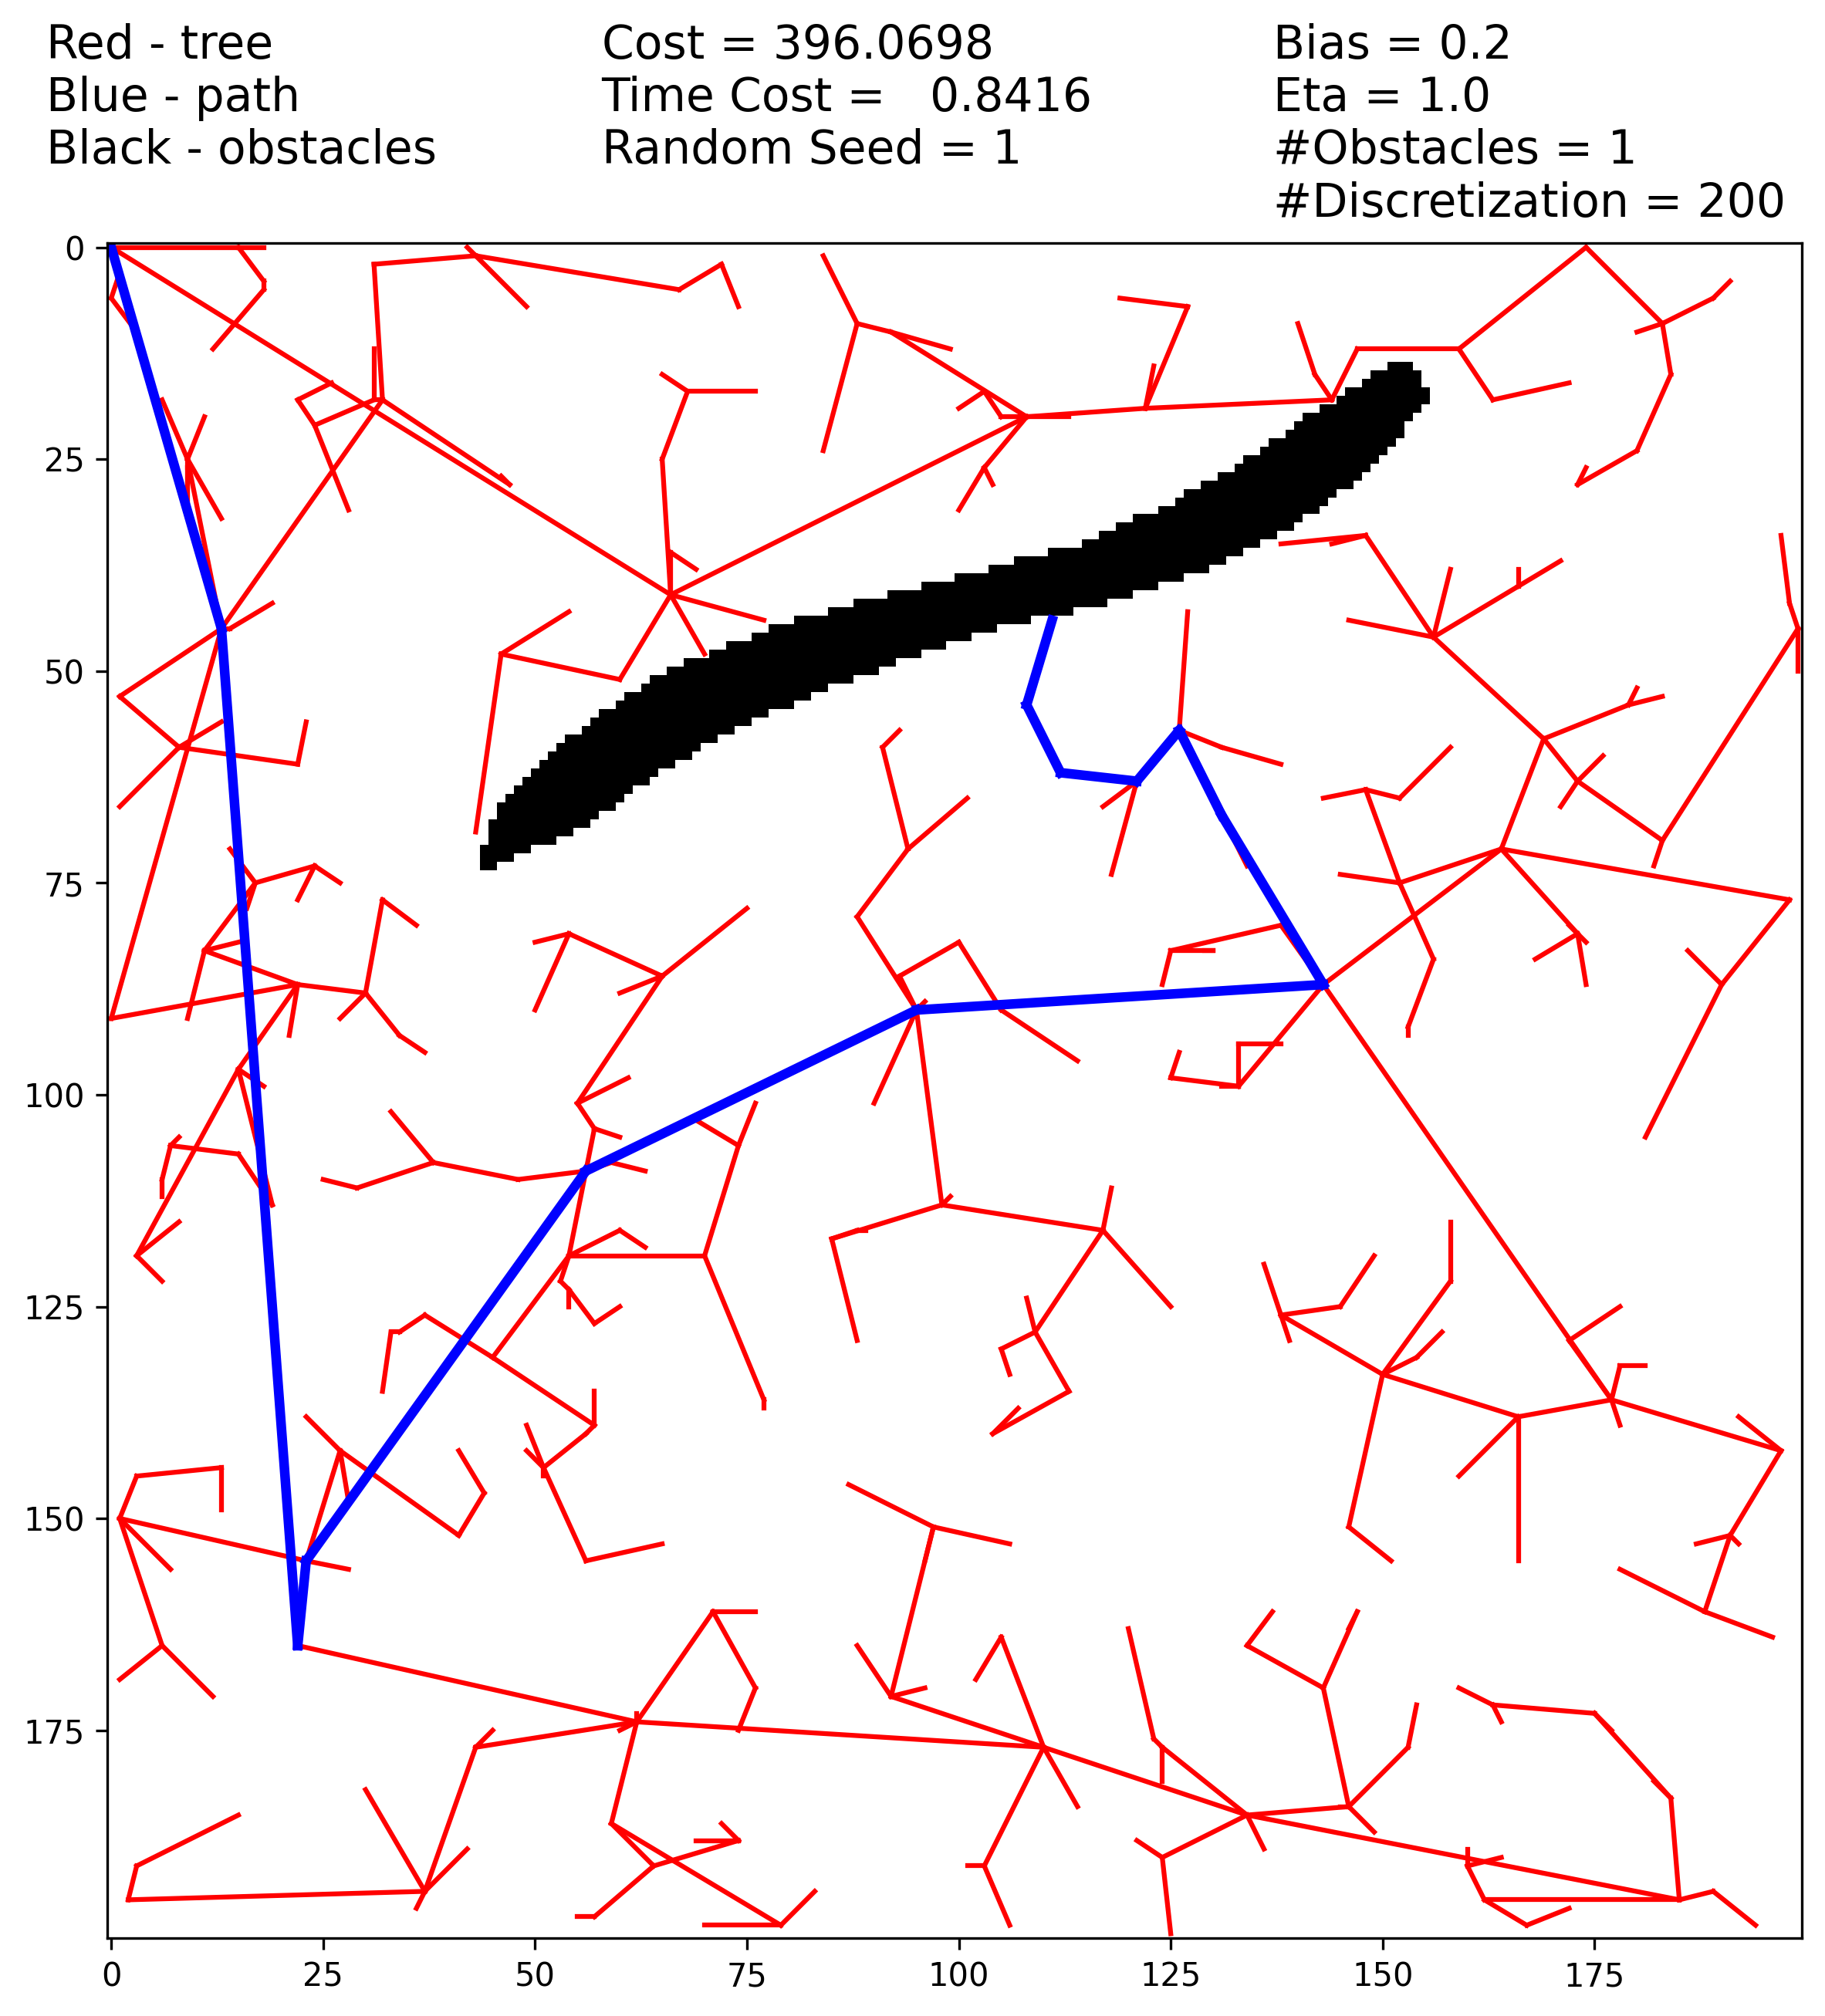 Red - tree
Blue - path
Black - obstacles
Cost = 396.0698
Time Cost =   0.8416
Random Seed = 1
Bias = 0.2
Eta = 1.0
#Obstacles = 1
#Discretization = 200
0
25
50
75
100
125
150
175
0 25 50 75 100 125 150 175